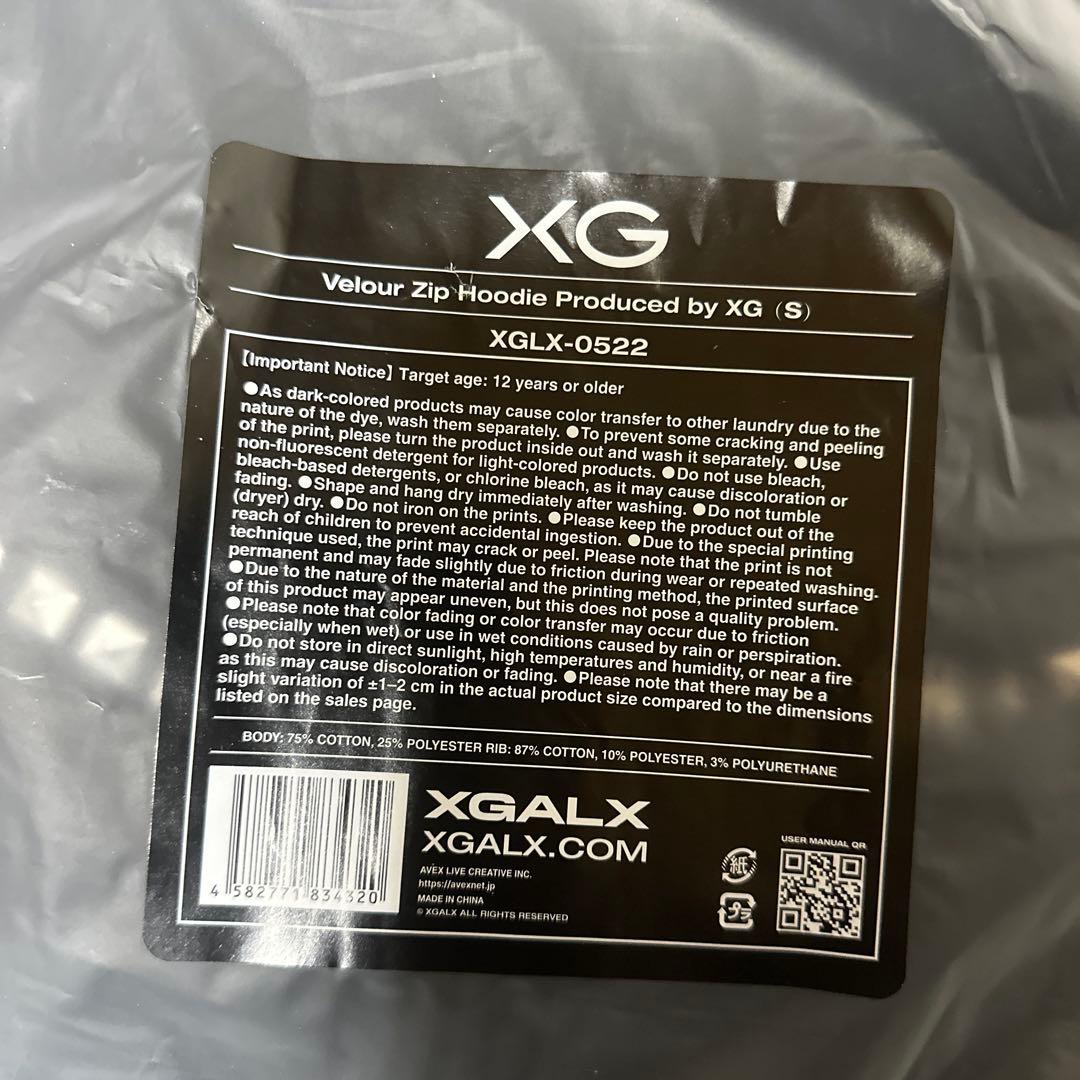 XG
Velour Zip Hoodie Produced by XG (S)
XGLX-0522
【Important Notice】 Target age: 12 years or older
●As dark-colored products may cause color transfer to other laundry due to the
nature of the dye, wash them separately. ●To prevent some cracking and peeling
of the print, please turn the product inside out and wash it separately. ●Use
non-fluorescent detergent for light-colored products. ●Do not use bleach,
bleach-based detergents, or chlorine bleach, as it may cause discoloration or
fading. ●Shape and hang dry immediately after washing. ●Do not tumble
(dryer) dry. ●Do not iron on the prints. ●Please keep the product out of the
reach of children to prevent accidental ingestion. ●Due to the special printing
technique used, the print may crack or peel. Please note that the print is not
permanent and may fade slightly due to friction during wear or repeated washing.
●Due to the nature of the material and the printing method, the printed surface
of this product may appear uneven, but this does not pose a quality problem.
●Please note that color fading or color transfer may occur due to friction
(especially when wet) or use in wet conditions caused by rain or perspiration.
●Do not store in direct sunlight, high temperatures and humidity, or near a fire
as this may cause discoloration or fading. ●Please note that there may be a
slight variation of ±1–2 cm in the actual product size compared to the dimensions
listed on the sales page.
BODY: 75% COTTON, 25% POLYESTER RIB: 87% COTTON, 10% POLYESTER, 3% POLYURETHANE
4 582771 834320
XGALX
XGALX.COM
AVEX LIVE CREATIVE INC.
https://avexnet.jp
MADE IN CHINA
© XGALX ALL RIGHTS RESERVED
紙
プラ
USER MANUAL QR